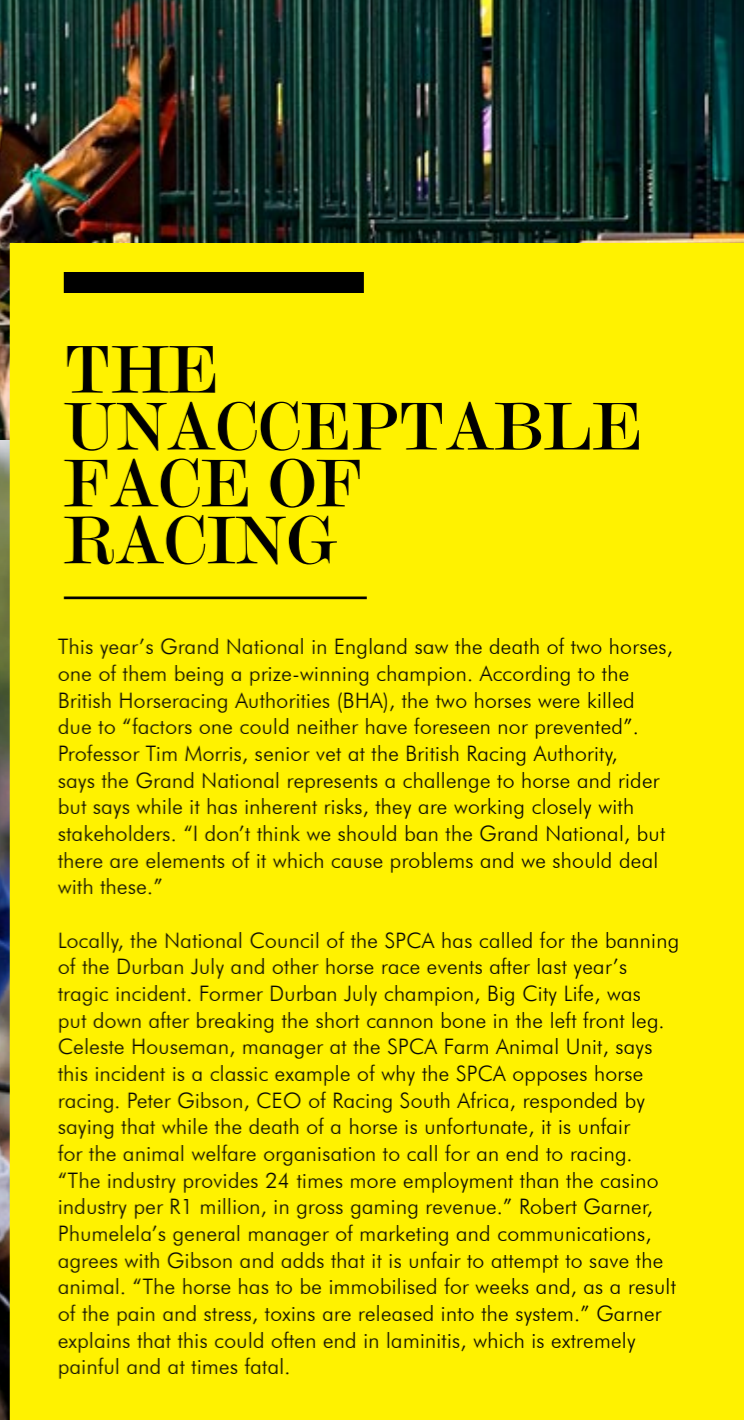 THE
UNACCEPTABLE
FACE OF
RACING
This year's Grand National in England saw the death of two horses,
one of them being a prize-winning champion. According to the
British Horseracing Authorities (BHA), the two horses were killed
due to “factors one could neither have foreseen nor prevented”.
Professor Tim Morris, senior vet at the British Racing Authority,
says the Grand National represents a challenge to horse and rider
but says while it has inherent risks, they are working closely with
stakeholders. “I don't think we should ban the Grand National, but
there are elements of it which cause problems and we should deal
with these.”
Locally, the National Council of the SPCA has called for the banning
of the Durban July and other horse race events after last year's
tragic incident. Former Durban July champion, Big City Life, was
put down after breaking the short cannon bone in the left front leg.
Celeste Houseman, manager at the SPCA Farm Animal Unit, says
this incident is a classic example of why the SPCA opposes horse
racing. Peter Gibson, CEO of Racing South Africa, responded by
saying that while the death of a horse is unfortunate, it is unfair
for the animal welfare organisation to call for an end to racing.
“The industry provides 24 times more employment than the casino
industry per R1 million, in gross gaming revenue.” Robert Garner,
Phumelela's general manager of marketing and communications,
agrees with Gibson and adds that it is unfair to attempt to save the
animal. “The horse has to be immobilised for weeks and, as a result
of the pain and stress, toxins are released into the system.” Garner
explains that this could often end in laminitis, which is extremely
painful and at times fatal.